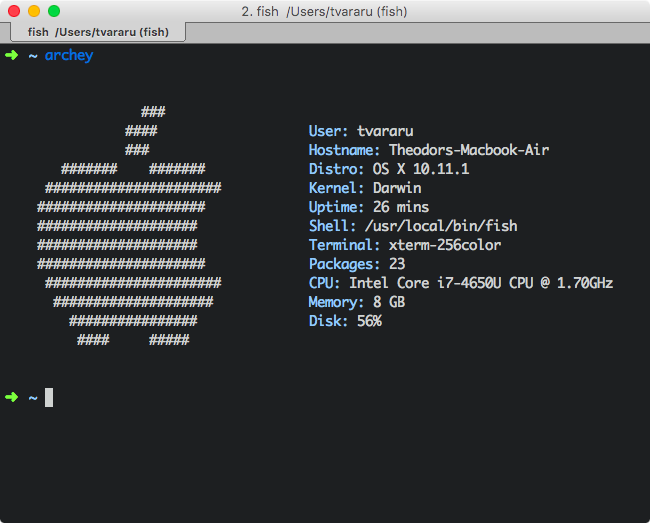 2. fish  /Users/tvararu (fish)
fish  /Users/tvararu (fish)
➜  ~ archey
###
####                   User: tvararu
###                    Hostname: Theodors-Macbook-Air
#######    #######             Distro: OS X 10.11.1
######################           Kernel: Darwin
#####################             Uptime: 26 mins
####################              Shell: /usr/local/bin/fish
####################              Terminal: xterm-256color
#####################             Packages: 23
######################           CPU: Intel Core i7-4650U CPU @ 1.70GHz
####################            Memory: 8 GB
################              Disk: 56%
####     #####
➜  ~